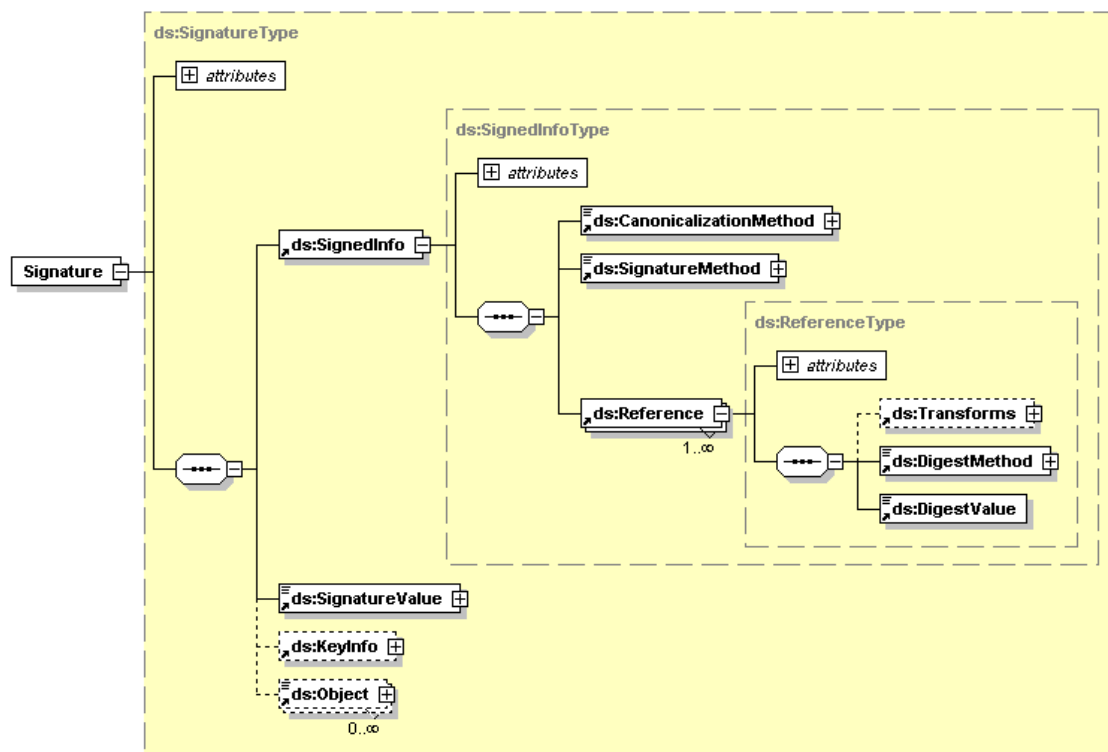 ds:SignatureType
attributes
ds:SignedInfoType
attributes
ds:CanonicalizationMethod
ds:SignedInfo
ds:SignatureMethod
Signature
ds:ReferenceType
attributes
ds:Reference
1..∞
ds:Transforms
ds:DigestMethod
ds:DigestValue
ds:SignatureValue
ds:KeyInfo
ds:Object
0..∞